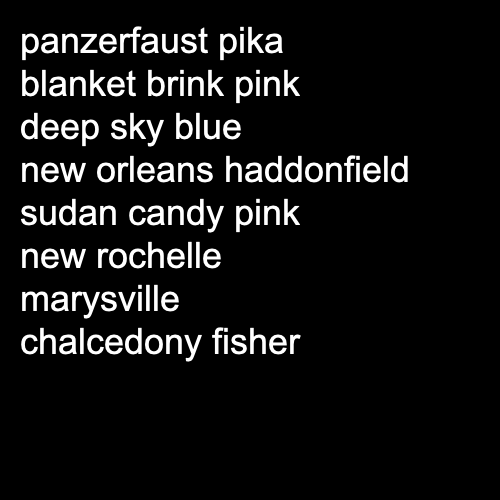 panzerfaust pika
blanket brink pink
deep sky blue
new orleans haddonfield
sudan candy pink
new rochelle
marysville
chalcedony fisher